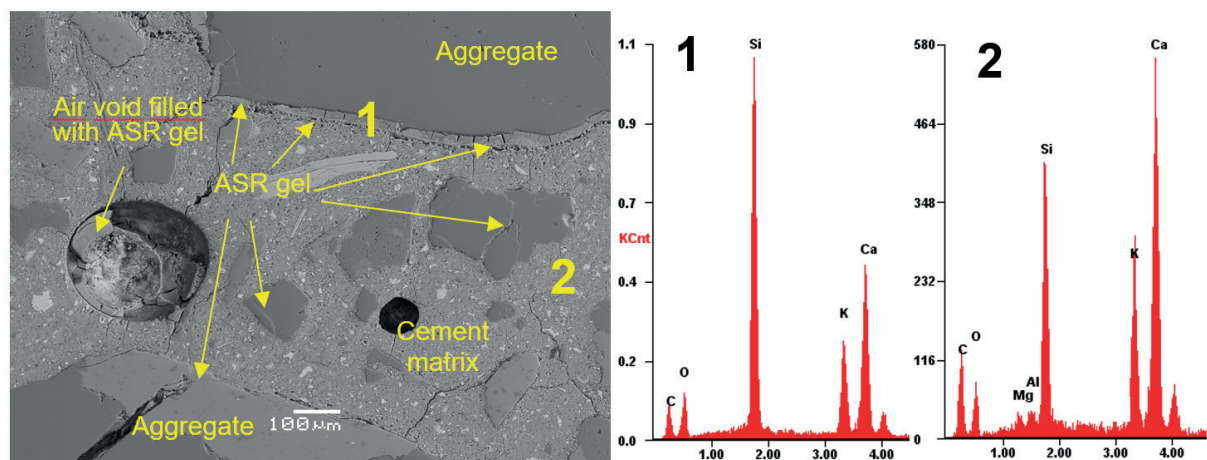 Aggregate
1
Air void filled
with ASR gel
ASR gel
2
Cement
matrix
Aggregate
100μm
1
1.1
0.9
0.7
KCnt
0.4
0.2
0.0
C
O
Si
K
Ca
1.00
2.00
3.00
4.00
2
580
464
348
232
116
0
C
O
Mg
Al
Si
K
Ca
1.00
2.00
3.00
4.00